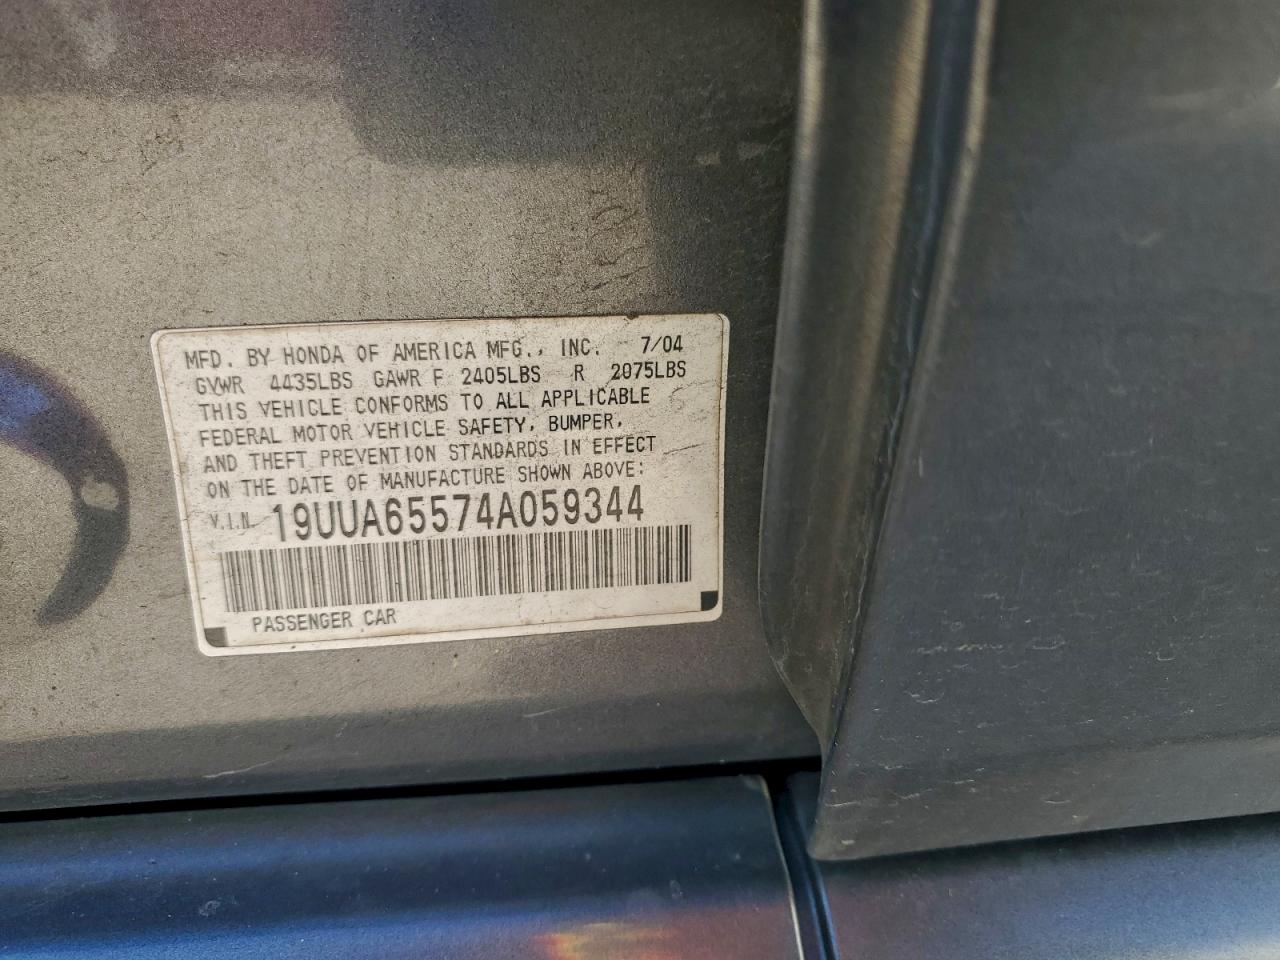 MFD. BY HONDA OF AMERICA MFG., INC. 7/04
GVWR 4435LBS GAWR F 2405LBS R 2075LBS
THIS VEHICLE CONFORMS TO ALL APPLICABLE
FEDERAL MOTOR VEHICLE SAFETY, BUMPER,
AND THEFT PREVENTION STANDARDS IN EFFECT
ON THE DATE OF MANUFACTURE SHOWN ABOVE:
V.I.N. 19UUA65574A059344
PASSENGER CAR